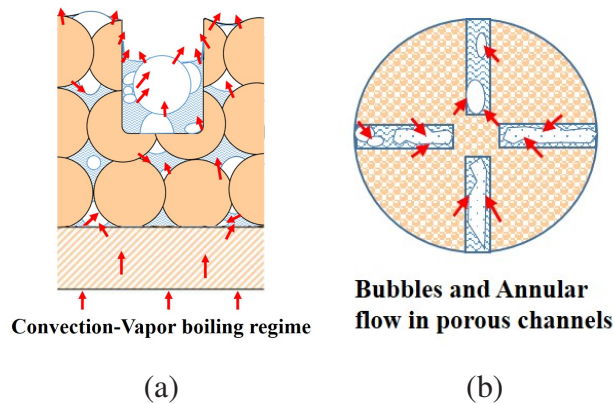 Convection-Vapor boiling regime
Bubbles and Annular
flow in porous channels
(a)
(b)